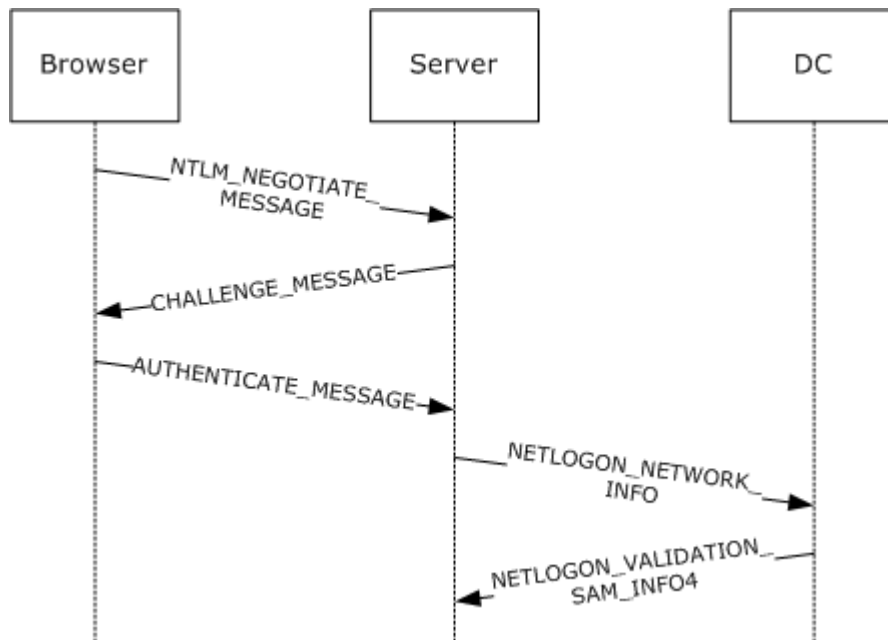 Browser
Server
DC
NTLM_NEGOTIATE_
MESSAGE
CHALLENGE_MESSAGE
AUTHENTICATE_MESSAGE
NETLOGON_NETWORK_
INFO
NETLOGON_VALIDATION_
SAM_INFO4